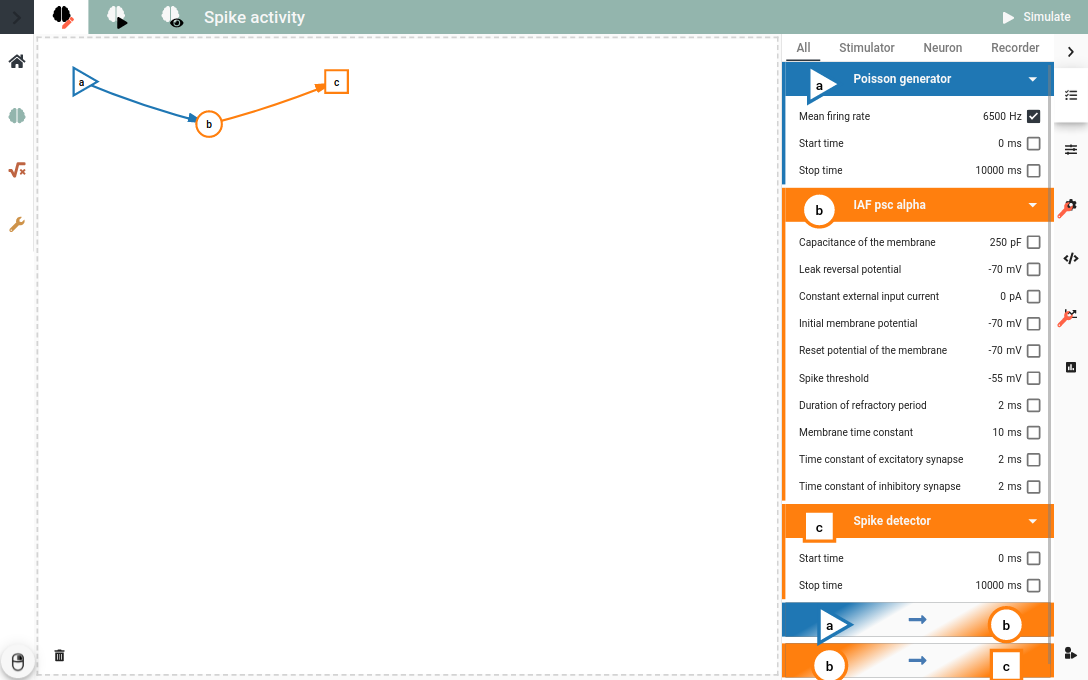 Spike activity
Simulate
All Stimulator Neuron Recorder
a
b
c
a Poisson generator
Mean firing rate 6500 Hz
Start time 0 ms
Stop time 10000 ms
b IAF psc alpha
Capacitance of the membrane 250 pF
Leak reversal potential -70 mV
Constant external input current 0 pA
Initial membrane potential -70 mV
Reset potential of the membrane -70 mV
Spike threshold -55 mV
Duration of refractory period 2 ms
Membrane time constant 10 ms
Time constant of excitatory synapse 2 ms
Time constant of inhibitory synapse 2 ms
c Spike detector
Start time 0 ms
Stop time 10000 ms
a b
b c